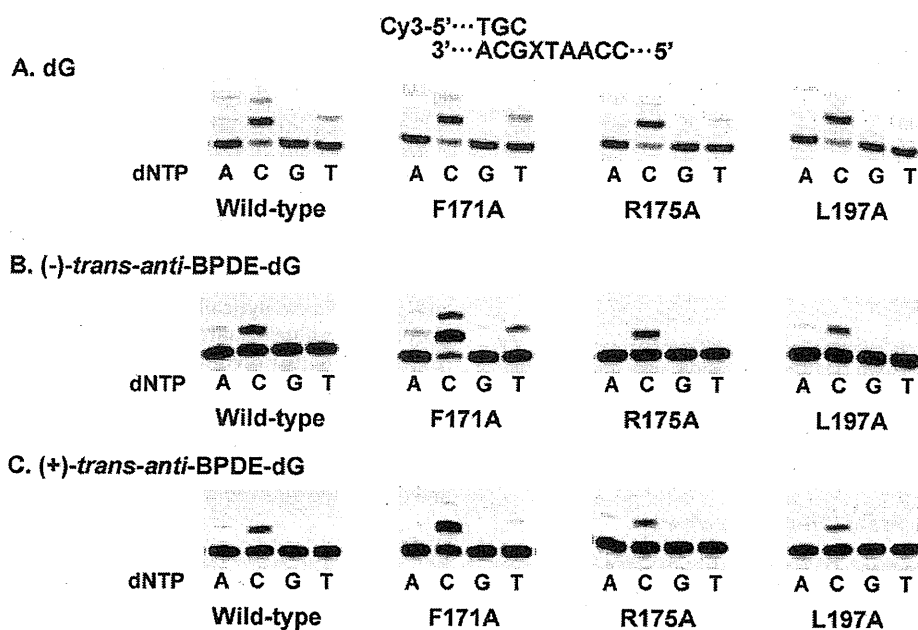 Cy3-5'···TGC
3'···ACGXTAACC···5'
A. dG
dNTP A C G T A C G T A C G T A C G T
Wild-type F171A R175A L197A
B. (-)-trans-anti-BPDE-dG
dNTP A C G T A C G T A C G T A C G T
Wild-type F171A R175A L197A
C. (+)-trans-anti-BPDE-dG
dNTP A C G T A C G T A C G T A C G T
Wild-type F171A R175A L197A